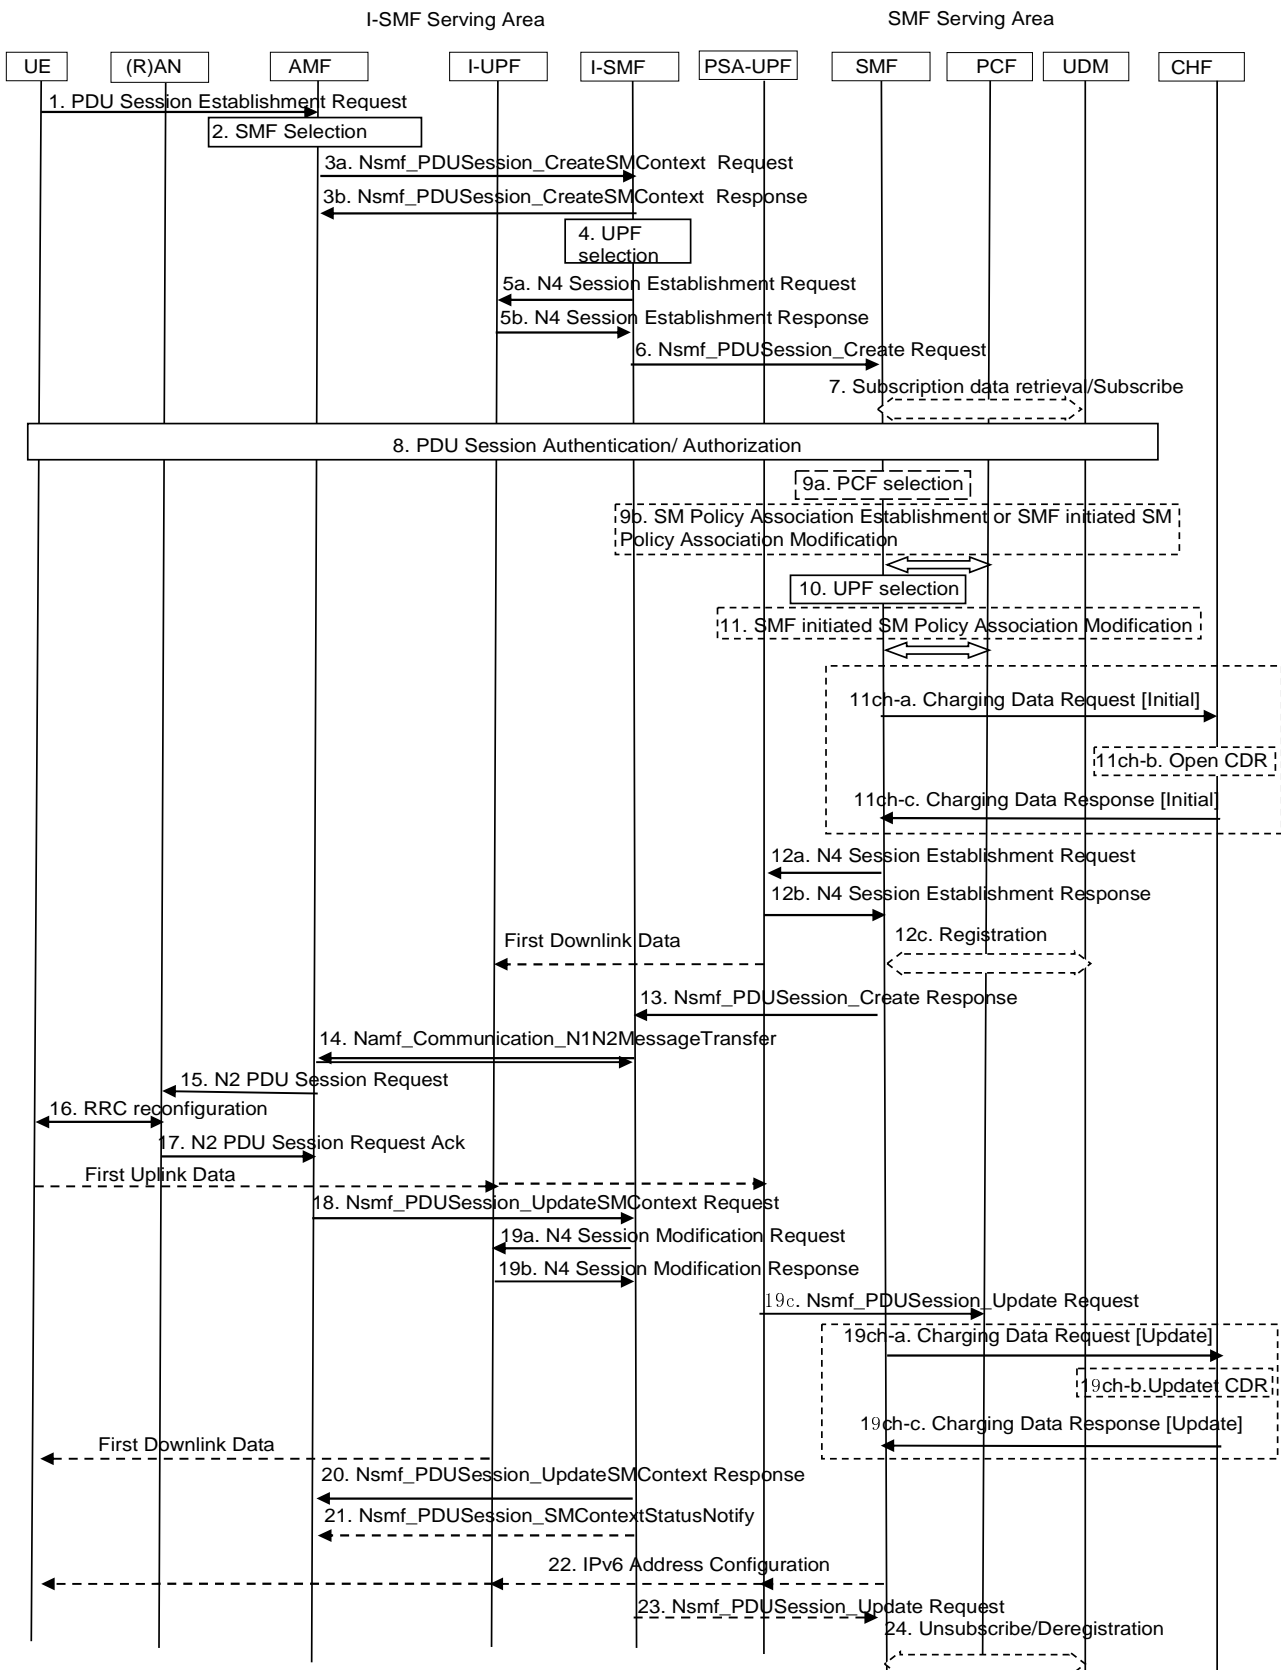 I-SMF Serving Area
SMF Serving Area
UE
(R)AN
AMF
I-UPF
I-SMF
PSA-UPF
SMF
PCF
UDM
CHF
1. PDU Session Establishment Request
2. SMF Selection
3a. Nsmf_PDUSession_CreateSMContext Request
3b. Nsmf_PDUSession_CreateSMContext Response
4. UPF
selection
5a. N4 Session Establishment Request
5b. N4 Session Establishment Response
6. Nsmf_PDUSession_Create Request
7. Subscription data retrieval/Subscribe
8. PDU Session Authentication/ Authorization
9a. PCF selection
9b. SM Policy Association Establishment or SMF initiated SM
Policy Association Modification
10. UPF selection
11. SMF initiated SM Policy Association Modification
11ch-a. Charging Data Request [Initial]
11ch-b. Open CDR
11ch-c. Charging Data Response [Initial]
12a. N4 Session Establishment Request
12b. N4 Session Establishment Response
First Downlink Data
12c. Registration
13. Nsmf_PDUSession_Create Response
14. Namf_Communication_N1N2MessageTransfer
15. N2 PDU Session Request
16. RRC reconfiguration
17. N2 PDU Session Request Ack
First Uplink Data
18. Nsmf_PDUSession_UpdateSMContext Request
19a. N4 Session Modification Request
19b. N4 Session Modification Response
19c. Nsmf_PDUSession_Update Request
19ch-a. Charging Data Request [Update]
19ch-b.Updatet CDR
19ch-c. Charging Data Response [Update]
First Downlink Data
20. Nsmf_PDUSession_UpdateSMContext Response
21. Nsmf_PDUSession_SMContextStatusNotify
22. IPv6 Address Configuration
23. Nsmf_PDUSession_Update Request
24. Unsubscribe/Deregistration